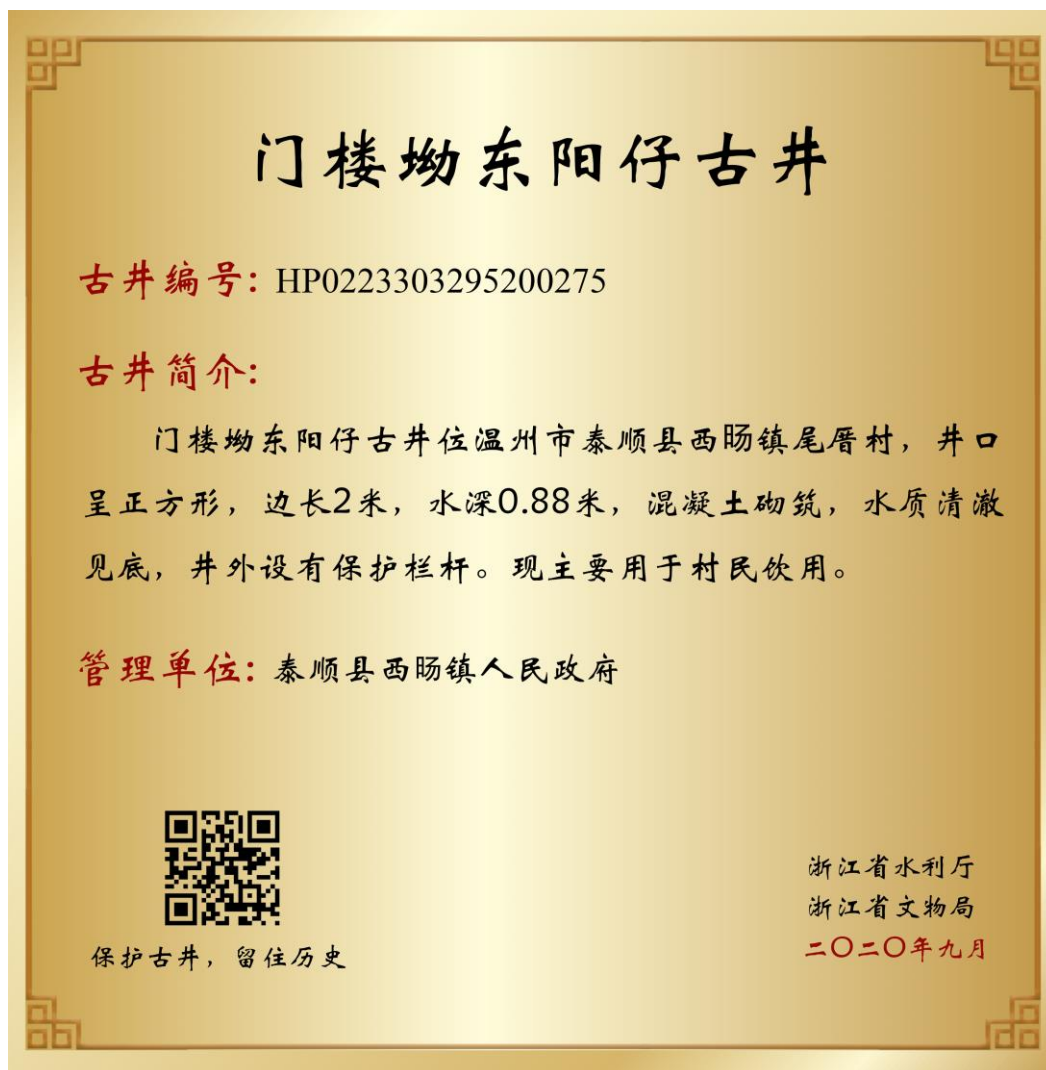 门楼坳东阳仔古井
古井编号: HP0223303295200275
古井简介:
门楼坳东阳仔古井位温州市泰顺县西旸镇尾厝村，井口
呈正方形，边长2米，水深0.88米，混凝土砌筑，水质清澈
见底，井外设有保护栏杆。现主要用于村民饮用。
管理单位: 泰顺县西旸镇人民政府
浙江省水利厅
浙江省文物局
二〇二〇年九月
保护古井，留住历史